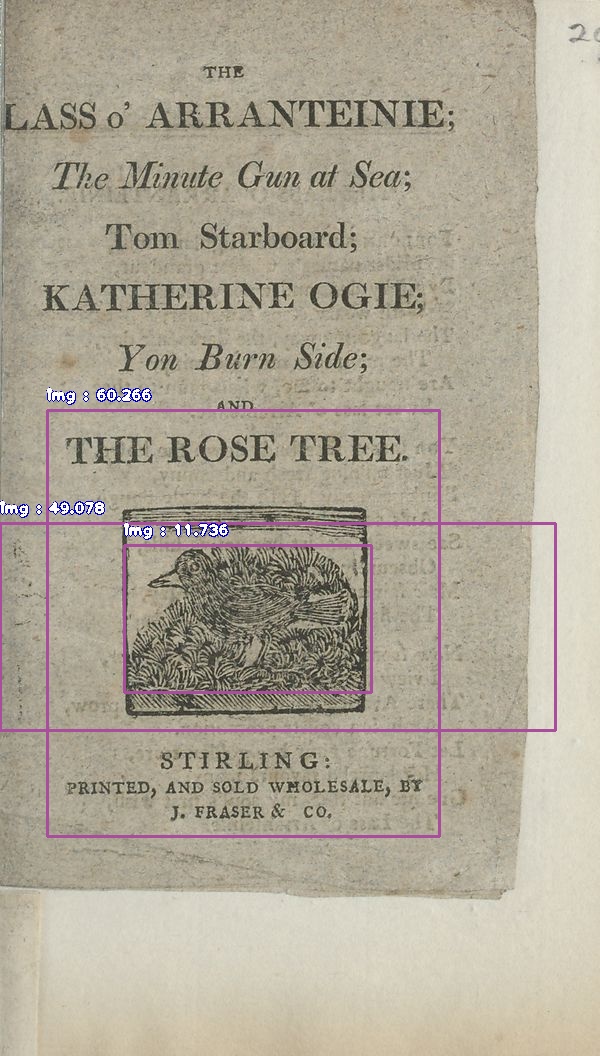 20
THE
LASS o' ARRANTEINIE;
The Minute Gun at Sea;
Tom Starboard;
KATHERINE OGIE;
Yon Burn Side;
Img : 60.266
AND
THE ROSE TREE.
Img : 49.078
Img : 11.736
STIRLING:
PRINTED, AND SOLD WHOLESALE, BY
J. FRASER & CO.